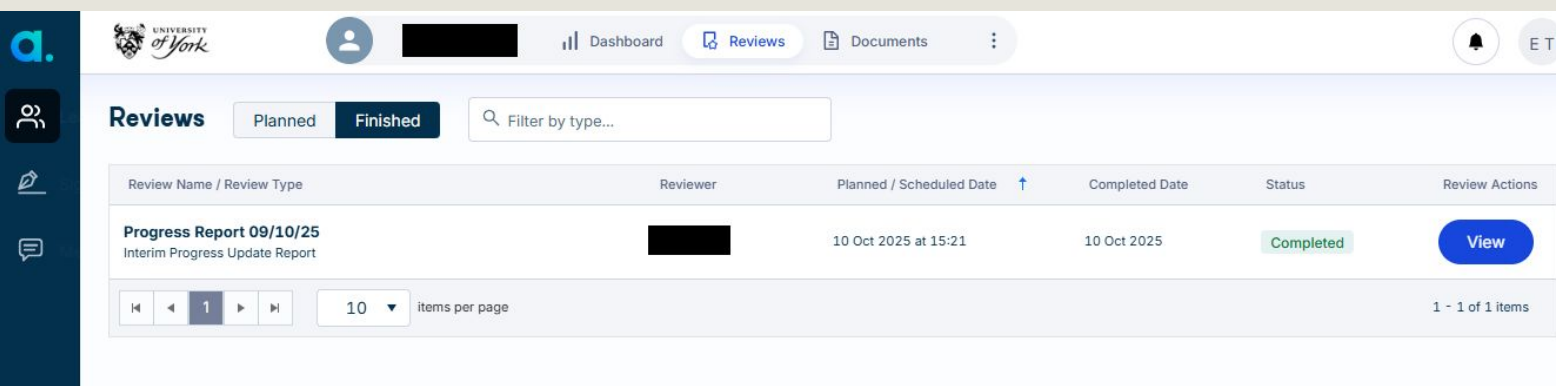 a.
UNIVERSITY
of York
Dashboard
Reviews
Documents
E T
Reviews
Planned
Finished
Filter by type...
Review Name / Review Type
Reviewer
Planned / Scheduled Date ↑
Completed Date
Status
Review Actions
Progress Report 09/10/25
Interim Progress Update Report
10 Oct 2025 at 15:21
10 Oct 2025
Completed
View
1
10
items per page
1 - 1 of 1 items